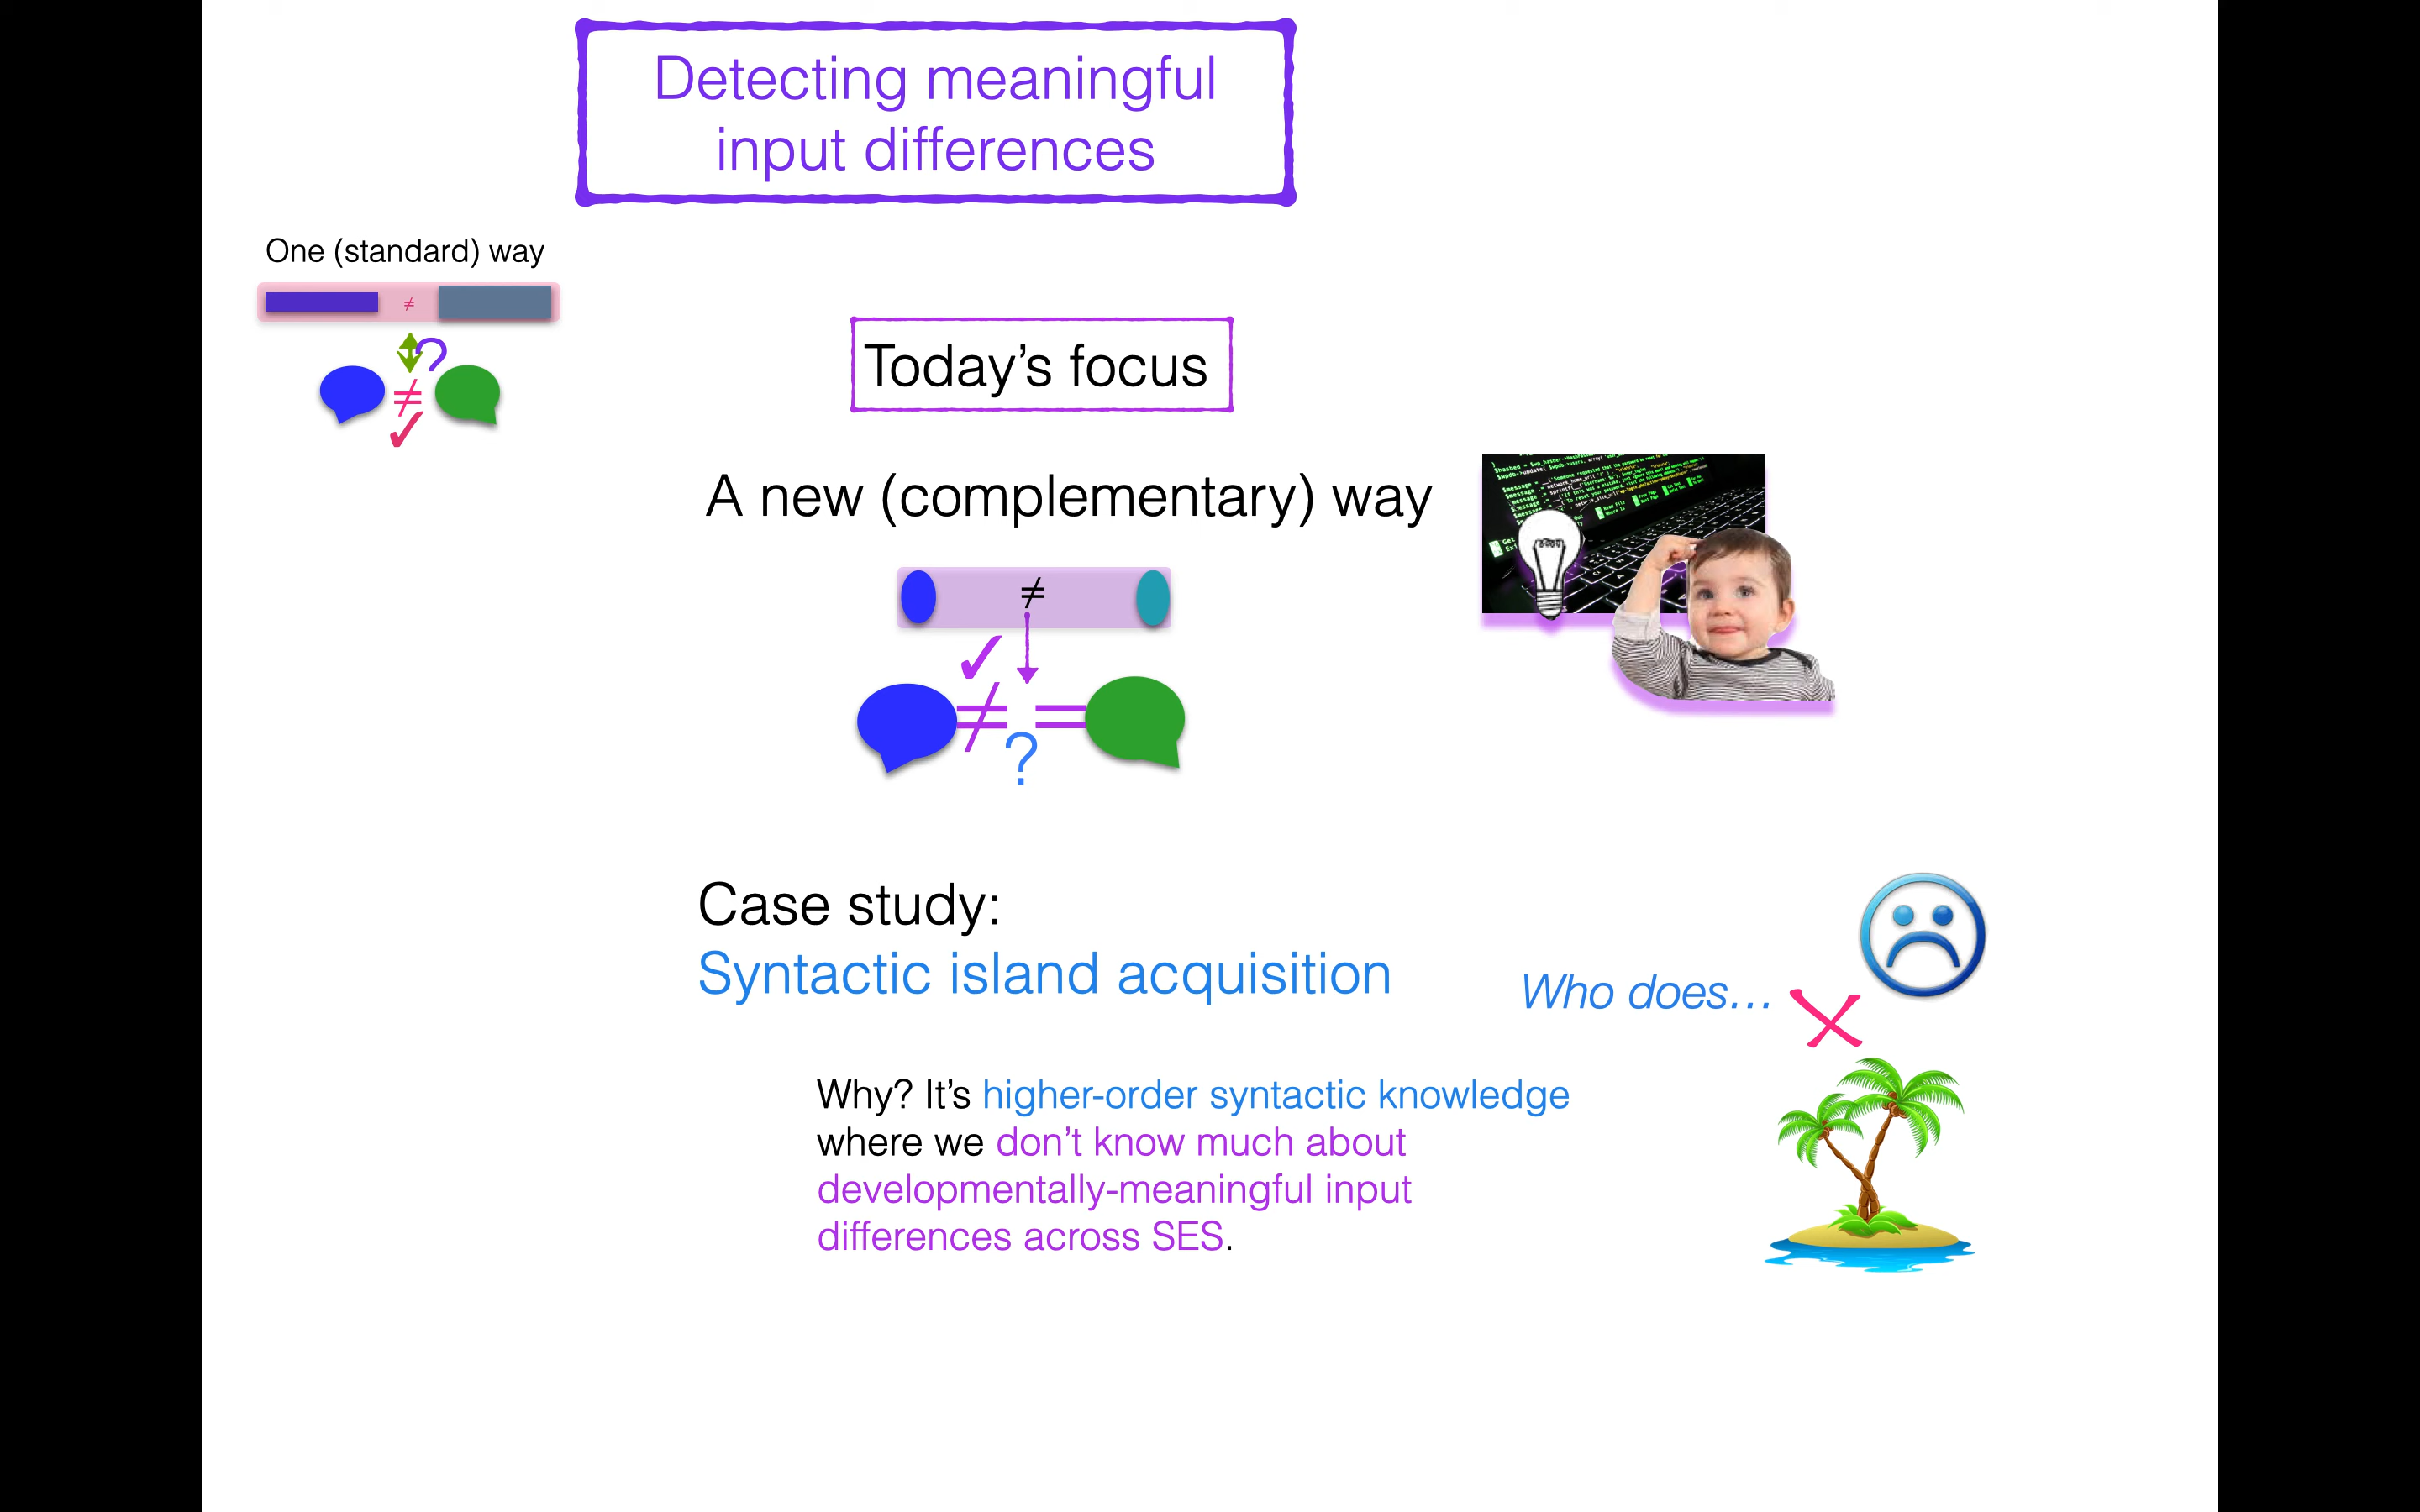 Detecting meaningful
input differences
One (standard) way
≠
?
≠
✓
Today's focus
A new (complementary) way
≠
✓
≠ =
?
Case study:
Syntactic island acquisition
Who does…
Why? It's higher-order syntactic knowledge
where we don't know much about
developmentally-meaningful input
differences across SES.